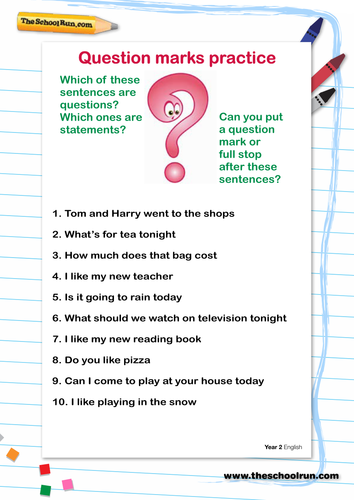 TheSchoolRun.com
Question marks practice
Which of these
sentences are
questions?
Which ones are
statements?
Can you put
a question
mark or
full stop
after these
sentences?
1. Tom and Harry went to the shops
2. What's for tea tonight
3. How much does that bag cost
4. I like my new teacher
5. Is it going to rain today
6. What should we watch on television tonight
7. I like my new reading book
8. Do you like pizza
9. Can I come to play at your house today
10. I like playing in the snow
Year 2 English
www.theschoolrun.com